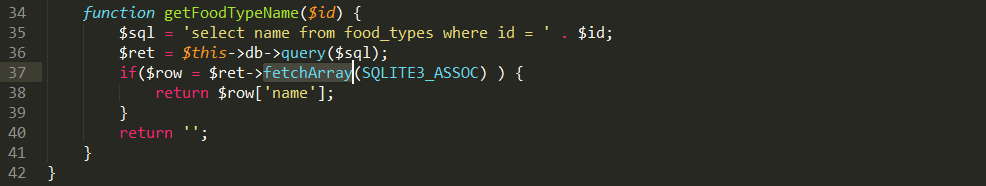 34 function getFoodTypeName($id) {
35 $sql = 'select name from food_types where id = ' . $id;
36 $ret = $this->db->query($sql);
37 if($row = $ret->fetchArray(SQLITE3_ASSOC) ) {
38 return $row['name'];
39 }
40 return '';
41 }
42 }